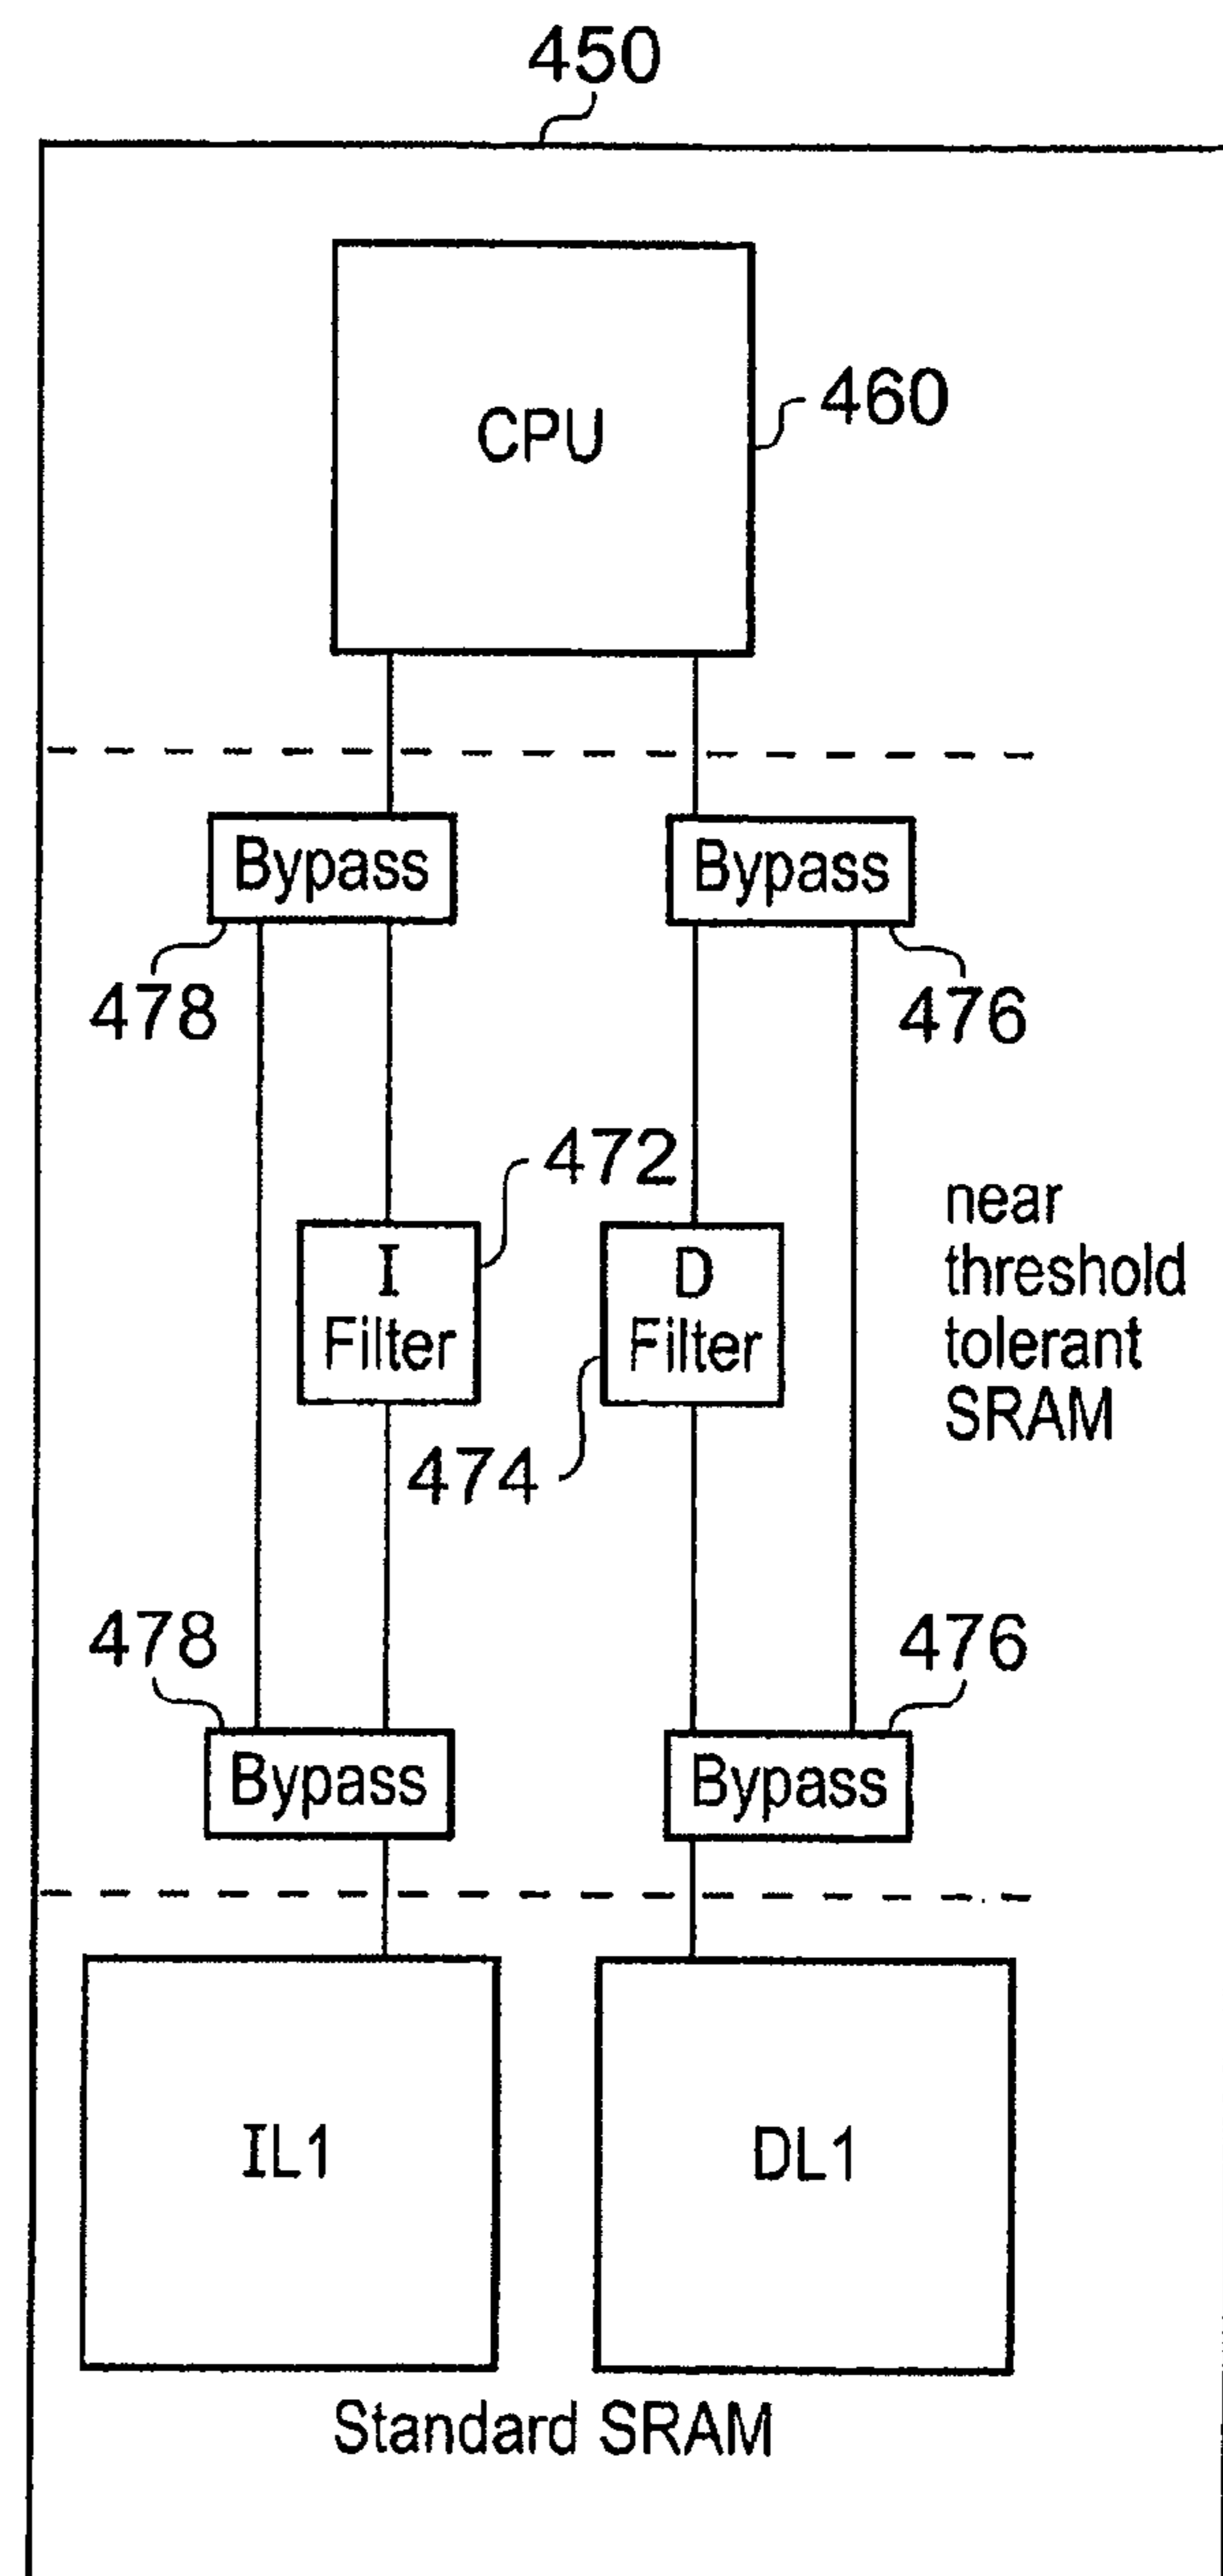 450
CPU
460
Bypass
Bypass
478
476
472
I
Filter
D
Filter
near
threshold
tolerant
SRAM
474
478
476
Bypass
Bypass
IL1
DL1
Standard SRAM